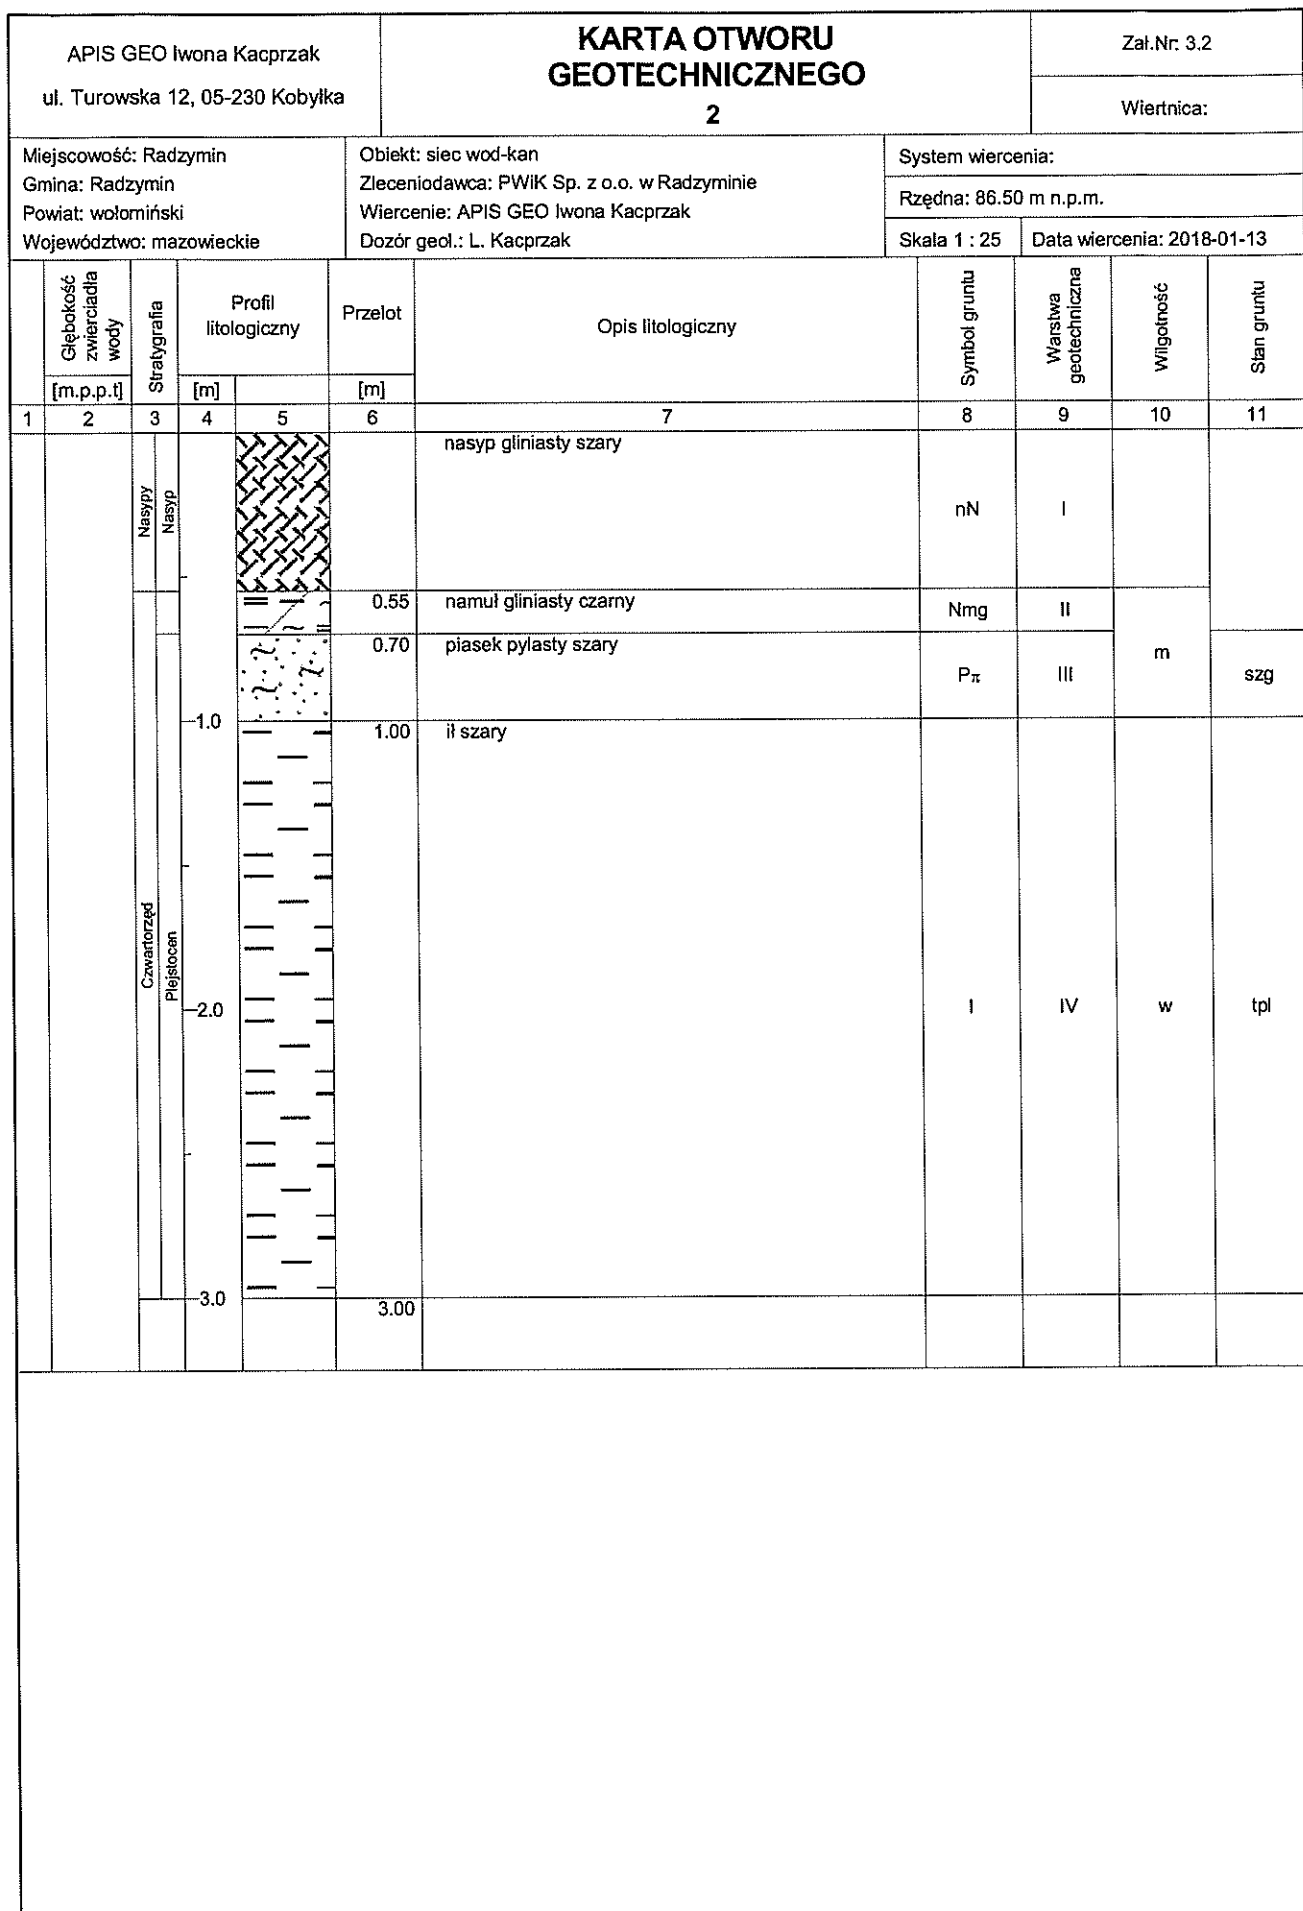 APIS GEO Iwona Kacprzak
ul. Turowska 12, 05-230 Kobyłka
KARTA OTWORU
GEOTECHNICZNEGO
2
Zał.Nr: 3.2
Wiertnica:
Miejscowość: Radzymin
Gmina: Radzymin
Powiat: wołomiński
Województwo: mazowieckie
Obiekt: siec wod-kan
Zleceniodawca: PWIK Sp. z o.o. w Radzyminie
Wiercenie: APIS GEO Iwona Kacprzak
Dozór geol.: L. Kacprzak
System wiercenia:
Rzędna: 86.50 m n.p.m.
Skala 1 : 25
Data wiercenia: 2018-01-13
Głębokość
zwierciadła
wody
[m.p.p.t]
Stratygrafia
Profil
litologiczny
[m]
Przelot
[m]
Opis litologiczny
Symbol gruntu
Warstwa
geotechniczna
Wilgotność
Stan gruntu
1 2 3 4 5 6 7 8 9 10 11
Nasypy
Nasyp
nasyp gliniasty szary
nN
I
0.55
namuł gliniasty czarny
Nmg
II
0.70
piasek pylasty szary
Pπ
III
m
szg
1.0
1.00
ił szary
Czwartorzęd
Plejstocen
2.0
I
IV
w
tpl
3.0
3.00